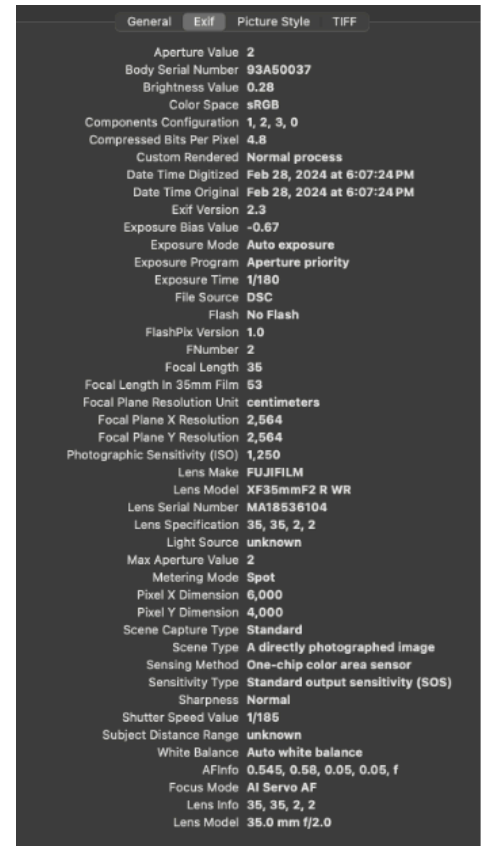 General Exif Picture Style TIFF
Aperture Value 2
Body Serial Number 93A50037
Brightness Value 0.28
Color Space sRGB
Components Configuration 1, 2, 3, 0
Compressed Bits Per Pixel 4.8
Custom Rendered Normal process
Date Time Digitized Feb 28, 2024 at 6:07:24 PM
Date Time Original Feb 28, 2024 at 6:07:24 PM
Exif Version 2.3
Exposure Bias Value -0.67
Exposure Mode Auto exposure
Exposure Program Aperture priority
Exposure Time 1/180
File Source DSC
Flash No Flash
FlashPix Version 1.0
FNumber 2
Focal Length 35
Focal Length In 35mm Film 53
Focal Plane Resolution Unit centimeters
Focal Plane X Resolution 2,564
Focal Plane Y Resolution 2,564
Photographic Sensitivity (ISO) 1,250
Lens Make FUJIFILM
Lens Model XF35mmF2 R WR
Lens Serial Number MA18536104
Lens Specification 35, 35, 2, 2
Light Source unknown
Max Aperture Value 2
Metering Mode Spot
Pixel X Dimension 6,000
Pixel Y Dimension 4,000
Scene Capture Type Standard
Scene Type A directly photographed image
Sensing Method One-chip color area sensor
Sensitivity Type Standard output sensitivity (SOS)
Sharpness Normal
Shutter Speed Value 1/185
Subject Distance Range unknown
White Balance Auto white balance
AFInfo 0.545, 0.58, 0.05, 0.05, f
Focus Mode AI Servo AF
Lens Info 35, 35, 2, 2
Lens Model 35.0 mm f/2.0